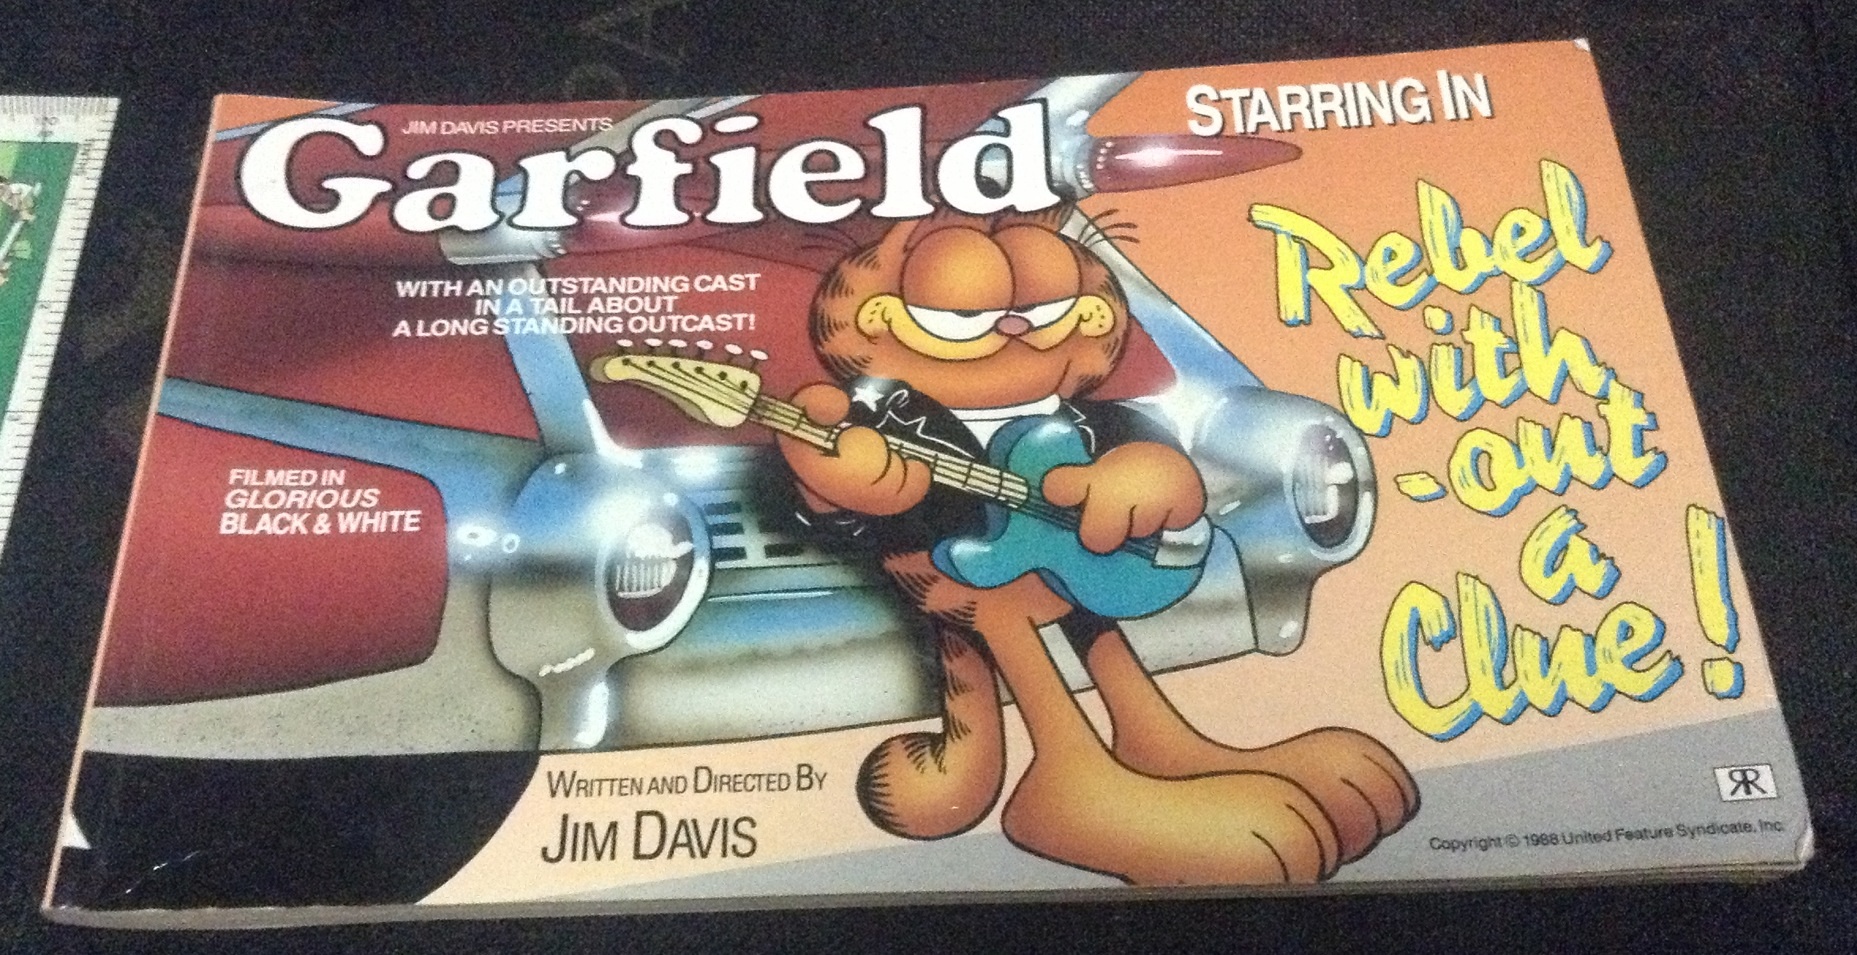 JIM DAVIS PRESENTS
Garfield
STARRING IN
Rebel
with
-out
a
Clue!
WITH AN OUTSTANDING CAST
IN A TAIL ABOUT
A LONG STANDING OUTCAST!
FILMED IN
GLORIOUS
BLACK & WHITE
WRITTEN AND DIRECTED BY
JIM DAVIS
RR
Copyright © 1988 United Feature Syndicate, Inc.